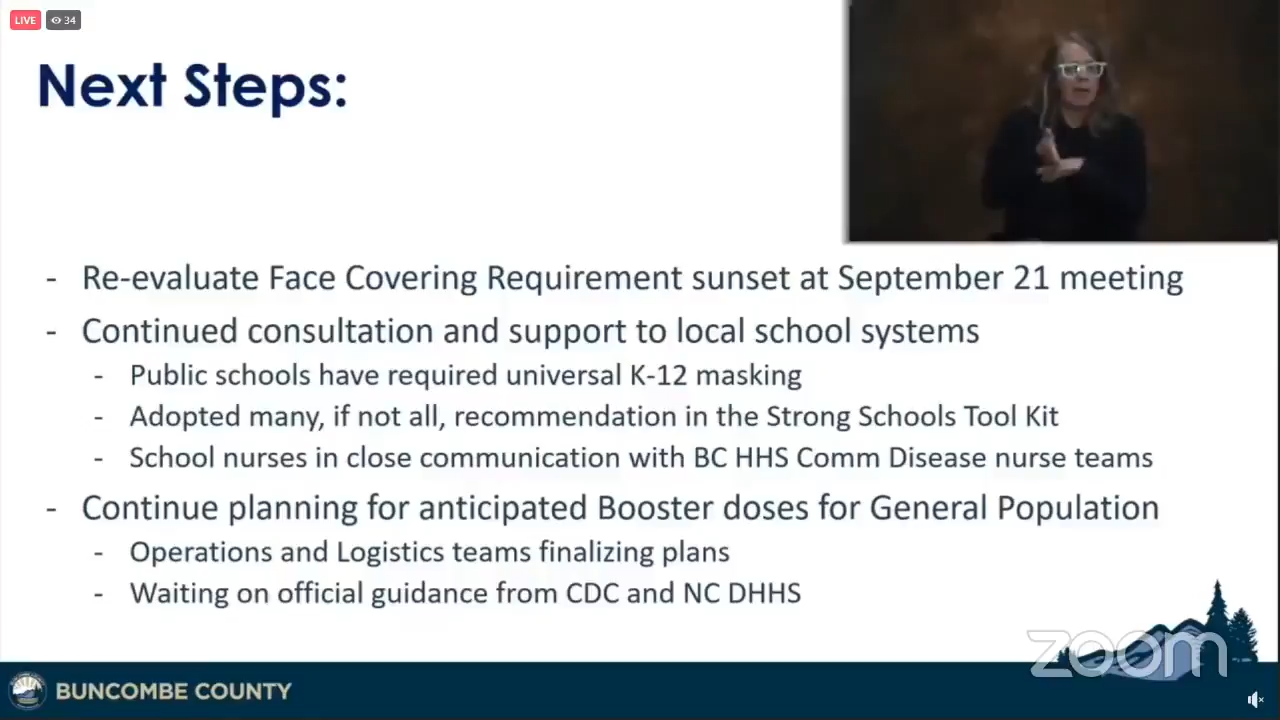 LIVE 34
Next Steps:
- Re-evaluate Face Covering Requirement sunset at September 21 meeting
- Continued consultation and support to local school systems
- Public schools have required universal K-12 masking
- Adopted many, if not all, recommendation in the Strong Schools Tool Kit
- School nurses in close communication with BC HHS Comm Disease nurse teams
- Continue planning for anticipated Booster doses for General Population
- Operations and Logistics teams finalizing plans
- Waiting on official guidance from CDC and NC DHHS
zoom
BUNCOMBE COUNTY